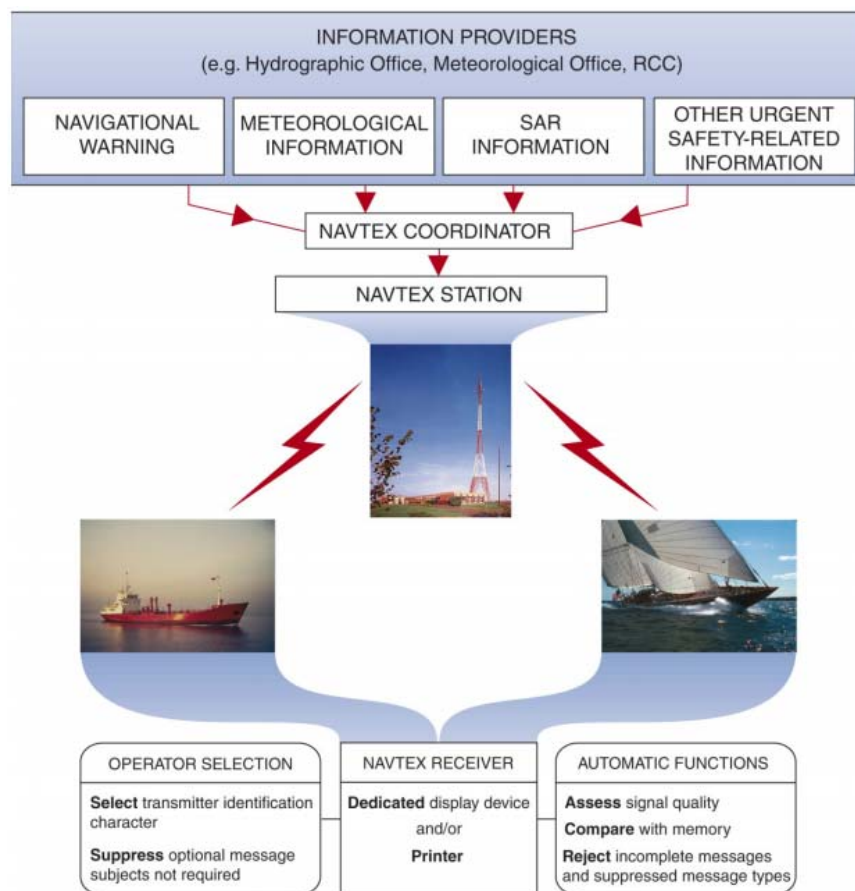 INFORMATION PROVIDERS
(e.g. Hydrographic Office, Meteorological Office, RCC)
NAVIGATIONAL
WARNING
METEOROLOGICAL
INFORMATION
SAR
INFORMATION
OTHER URGENT
SAFETY-RELATED
INFORMATION
NAVTEX COORDINATOR
NAVTEX STATION
OPERATOR SELECTION
Select transmitter identification
character
Suppress optional message
subjects not required
NAVTEX RECEIVER
Dedicated display device
and/or
Printer
AUTOMATIC FUNCTIONS
Assess signal quality
Compare with memory
Reject incomplete messages
and suppressed message types